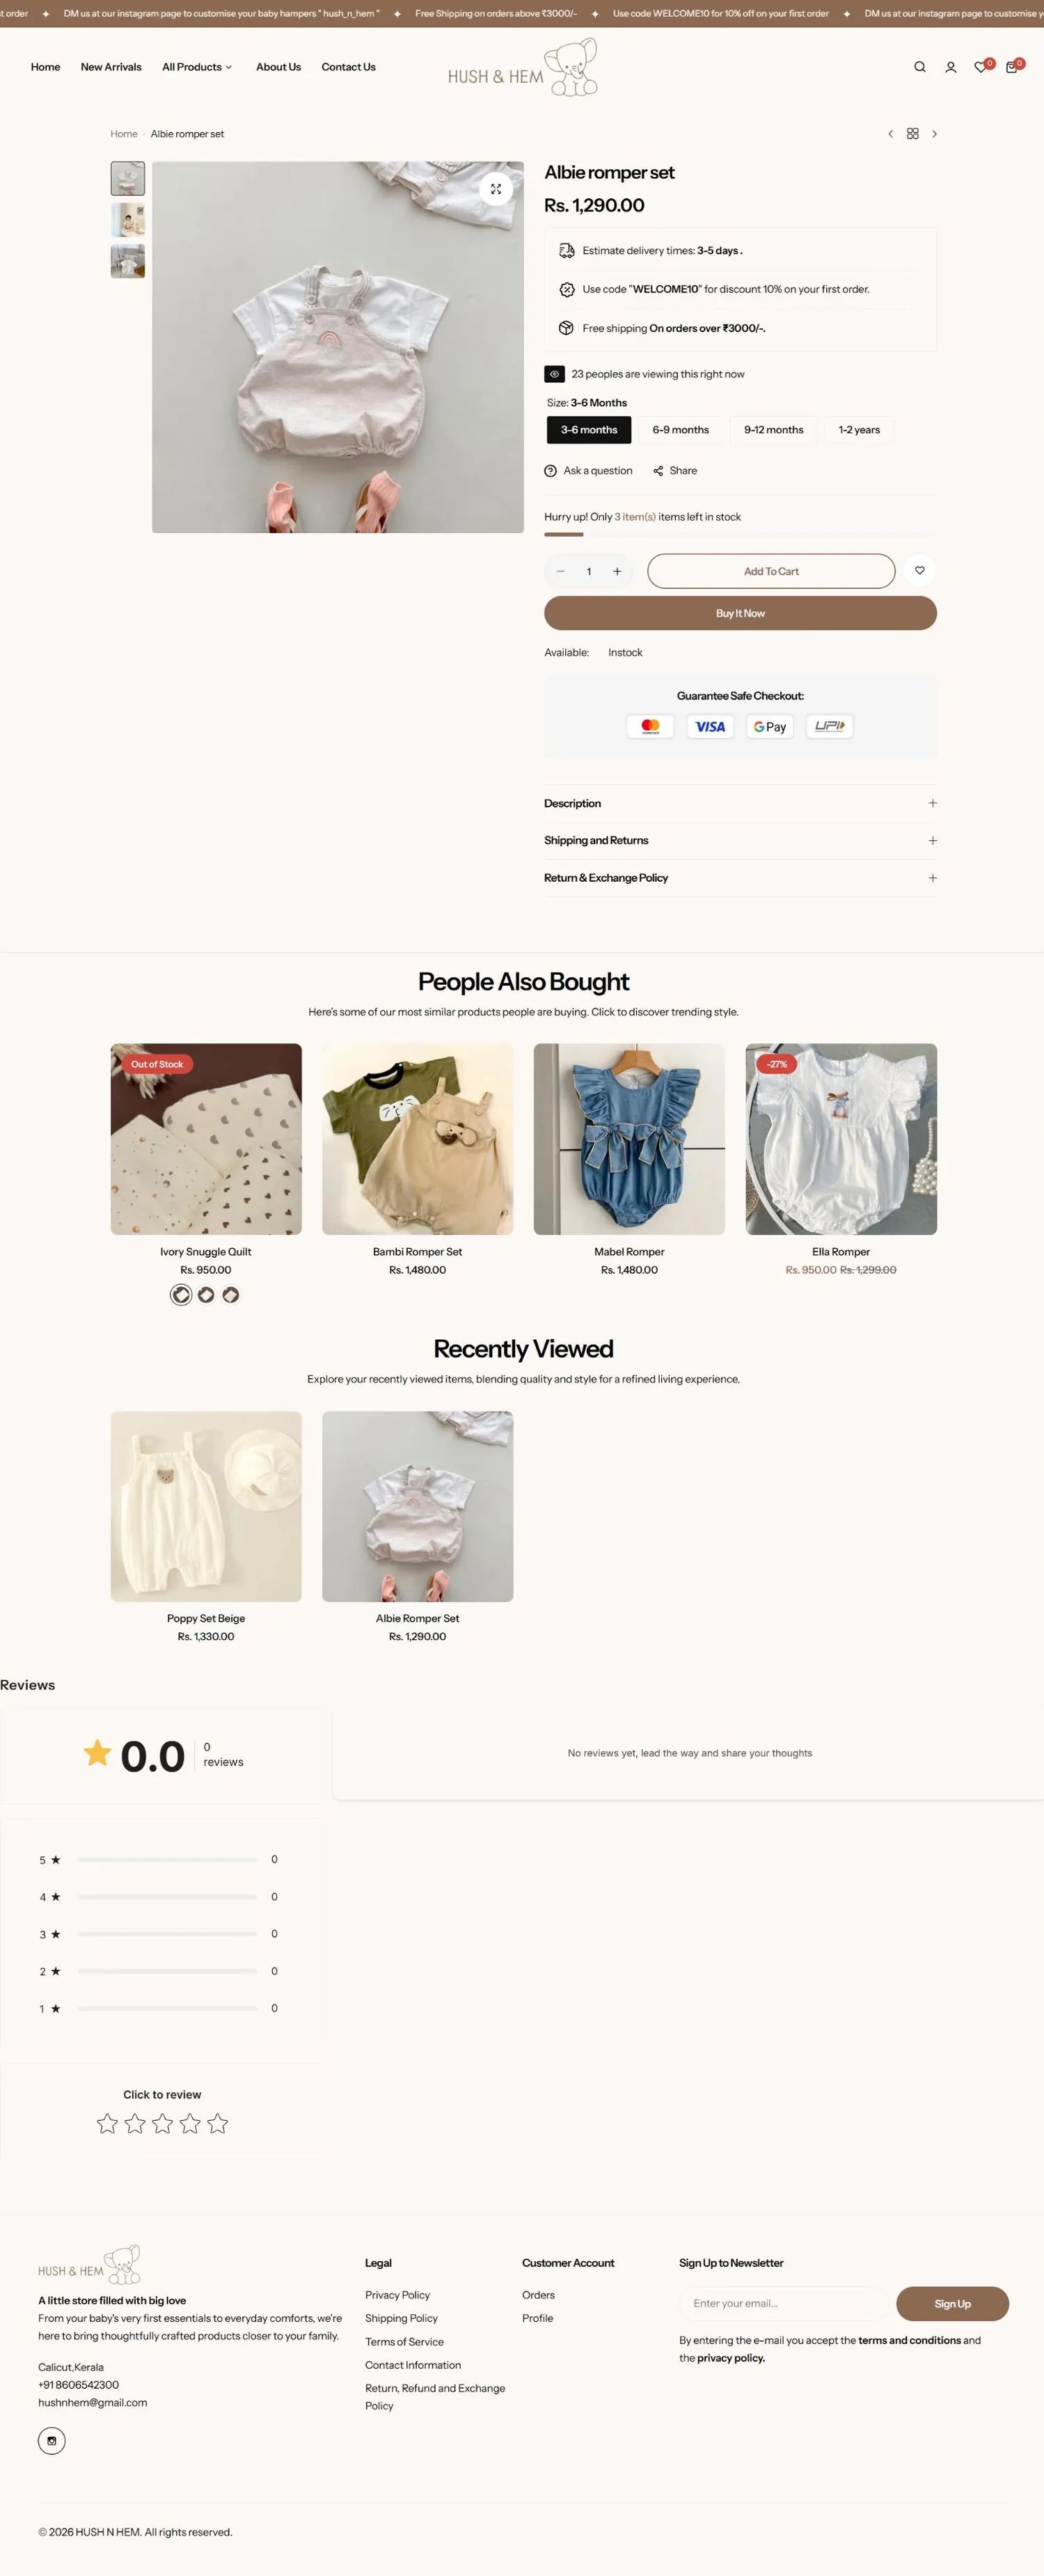 st order ✦ DM us at our instagram page to customise your baby hampers " hush_n_hem " ✦ Free Shipping on orders above ₹3000/- ✦ Use code WELCOME10 for 10% off on your first order ✦ DM us at our instagram page to customise y
Home New Arrivals All Products About Us Contact Us
HUSH & HEM
0 0
Home · Albie romper set
Albie romper set
Rs. 1,290.00
Estimate delivery times: 3-5 days .
Use code "WELCOME10" for discount 10% on your first order.
Free shipping On orders over ₹3000/-.
23 peoples are viewing this right now
Size: 3-6 Months
3-6 months 6-9 months 9-12 months 1-2 years
Ask a question Share
Hurry up! Only 3 item(s) items left in stock
1 Add To Cart
Buy It Now
Available: Instock
Guarantee Safe Checkout:
mastercard VISA G Pay UPI
Description
Shipping and Returns
Return & Exchange Policy
People Also Bought
Here's some of our most similar products people are buying. Click to discover trending style.
Out of Stock
-27%
Ivory Snuggle Quilt
Rs. 950.00
Bambi Romper Set
Rs. 1,480.00
Mabel Romper
Rs. 1,480.00
Ella Romper
Rs. 950.00 Rs. 1,299.00
Recently Viewed
Explore your recently viewed items, blending quality and style for a refined living experience.
Poppy Set Beige
Rs. 1,330.00
Albie Romper Set
Rs. 1,290.00
Reviews
0.0
0
reviews
No reviews yet, lead the way and share your thoughts
5 ★ 0
4 ★ 0
3 ★ 0
2 ★ 0
1 ★ 0
Click to review
HUSH & HEM
A little store filled with big love
From your baby's very first essentials to everyday comforts, we're
here to bring thoughtfully crafted products closer to your family.
Calicut,Kerala
+91 8606542300
hushnhem@gmail.com
Legal
Privacy Policy
Shipping Policy
Terms of Service
Contact Information
Return, Refund and Exchange
Policy
Customer Account
Orders
Profile
Sign Up to Newsletter
Enter your email... Sign Up
By entering the e-mail you accept the terms and conditions and
the privacy policy.
© 2026 HUSH N HEM. All rights reserved.